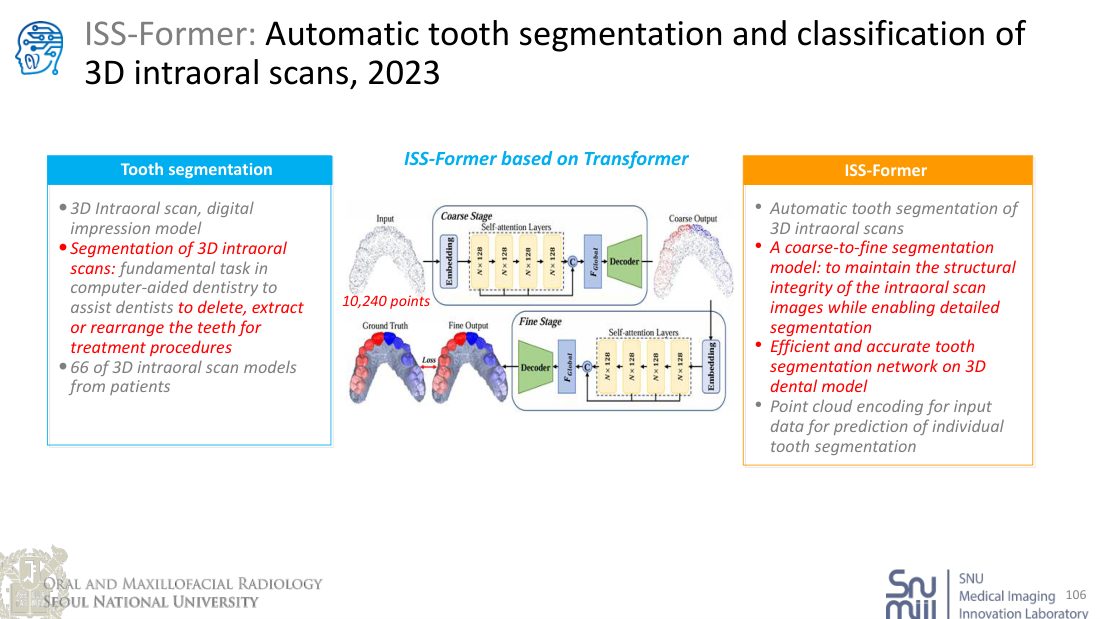 ISS-Former: Automatic tooth segmentation and classification of
3D intraoral scans, 2023
Tooth segmentation
• 3D Intraoral scan, digital
impression model
• Segmentation of 3D intraoral
scans: fundamental task in
computer-aided dentistry to
assist dentists to delete, extract
or rearrange the teeth for
treatment procedures
• 66 of 3D intraoral scan models
from patients
ISS-Former based on Transformer
Input
Coarse Stage
Self-attention Layers
Coarse Output
Embedding
N × 128
N × 128
N × 128
N × 128
C
F Global
Decoder
10,240 points
Ground Truth
Fine Output
Fine Stage
Self-attention Layers
Loss
Decoder
F Global
C
N × 128
N × 128
N × 128
N × 128
Embedding
ISS-Former
• Automatic tooth segmentation of
3D intraoral scans
• A coarse-to-fine segmentation
model: to maintain the structural
integrity of the intraoral scan
images while enabling detailed
segmentation
• Efficient and accurate tooth
segmentation network on 3D
dental model
• Point cloud encoding for input
data for prediction of individual
tooth segmentation
ORAL AND MAXILLOFACIAL RADIOLOGY
SEOUL NATIONAL UNIVERSITY
SNU
Medical Imaging
Innovation Laboratory
106